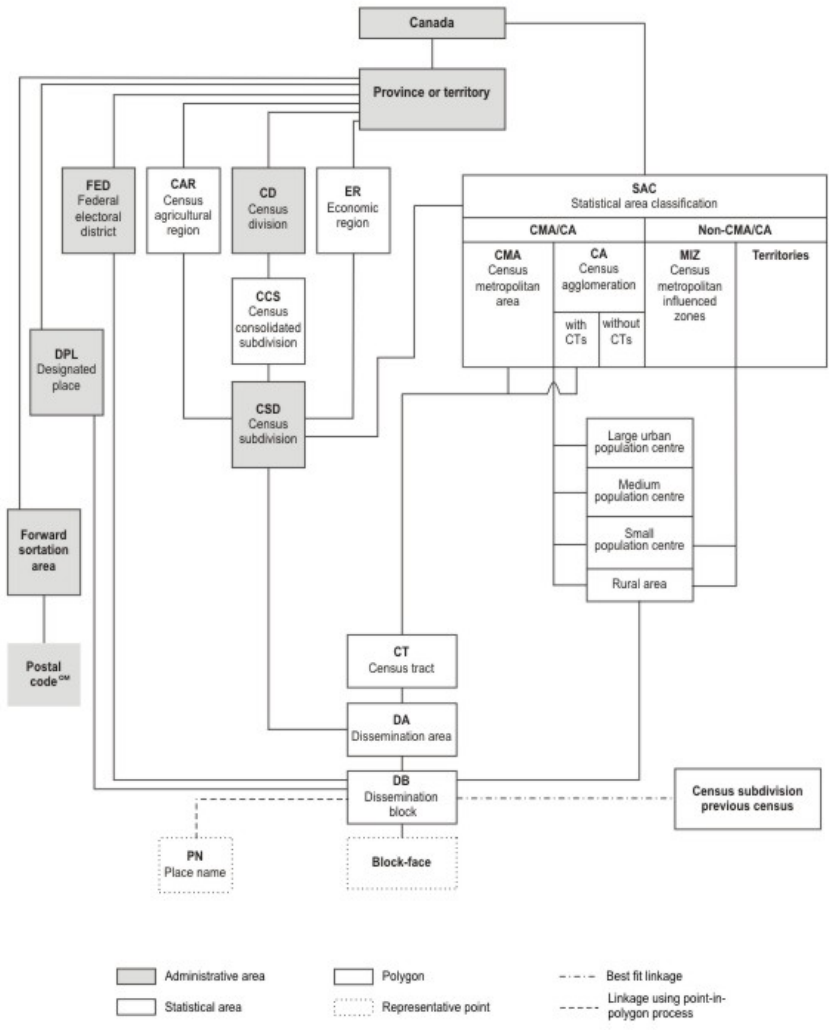 Canada
Province or territory
FED
Federal
electoral
district
CAR
Census
agricultural
region
CD
Census
division
ER
Economic
region
SAC
Statistical area classification
CMA/CA
Non-CMA/CA
CMA
Census
metropolitan
area
CA
Census
agglomeration
with
CTs
without
CTs
MIZ
Census
metropolitan
influenced
zones
Territories
CCS
Census
consolidated
subdivision
DPL
Designated
place
CSD
Census
subdivision
Large urban
population centre
Medium
population centre
Small
population centre
Rural area
Forward
sortation
area
Postal
code OM
CT
Census tract
DA
Dissemination area
DB
Dissemination
block
Census subdivision
previous census
PN
Place name
Block-face
Administrative area
Polygon
Best fit linkage
Statistical area
Representative point
Linkage using point-in-
polygon process